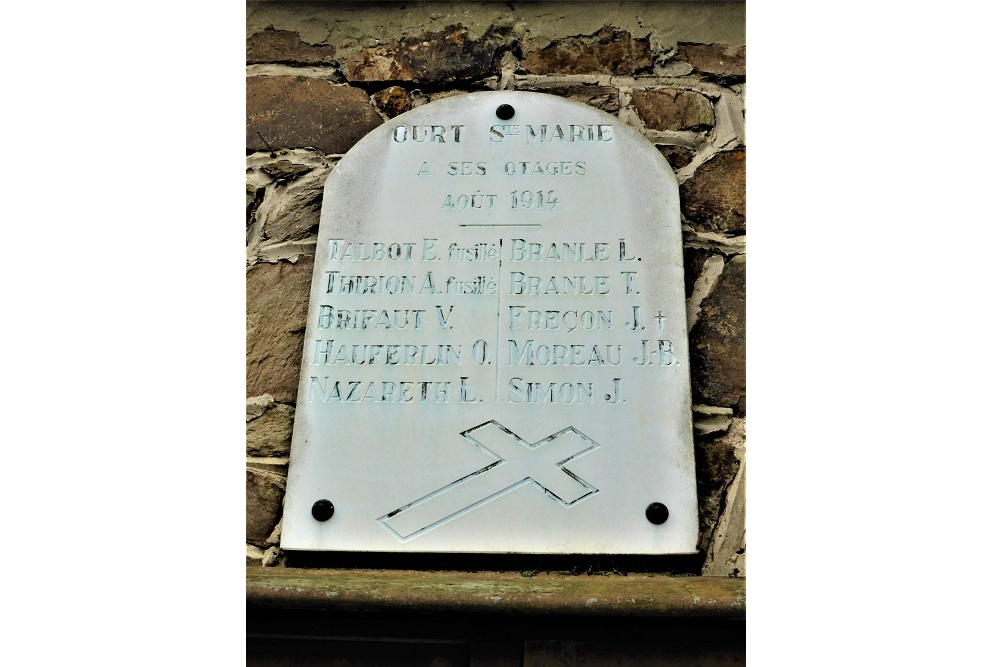 OURT STE MARIE
A SES OTAGES
AOÛT 1914
TALBOT E. fusillé
THIRION A. fusillé
BRIFAUT V.
HAUFERLIN O.
NAZARETH L.
BRANLE L.
BRANLE T.
FREÇON J. †
MOREAU J-B.
SIMON J.